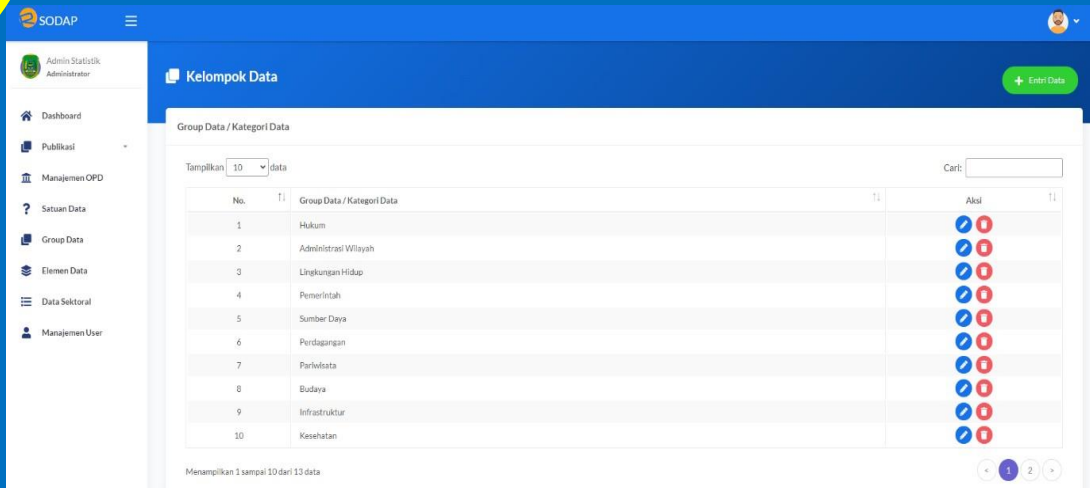 SODAP
Admin Statistik
Administrator
Dashboard
Publikasi
Manajemen OPD
Satuan Data
Group Data
Elemen Data
Data Sektoral
Manajemen User
Kelompok Data
+ Entri Data
Group Data / Kategori Data
Tampilkan 10 data
Cari:
No. Group Data / Kategori Data Aksi
1 Hukum
2 Administrasi Wilayah
3 Lingkungan Hidup
4 Pemerintah
5 Sumber Daya
6 Perdagangan
7 Pariwisata
8 Budaya
9 Infrastruktur
10 Kesehatan
Menampilkan 1 sampai 10 dari 13 data
< 1 2 >